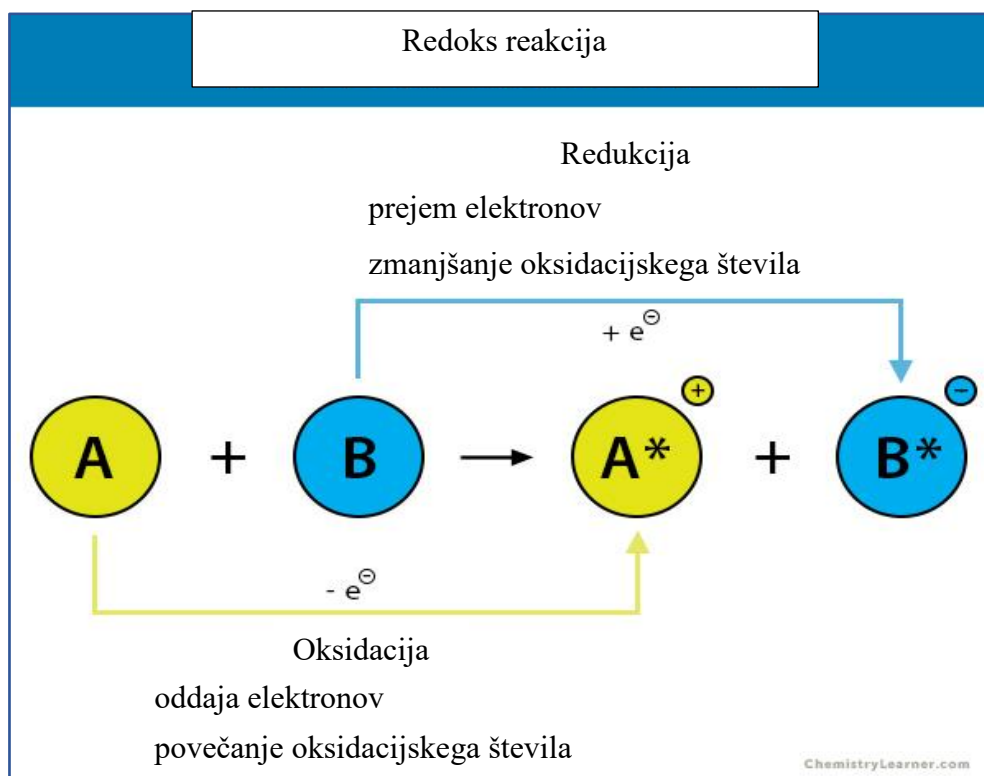 Redoks reakcija
Redukcija
prejem elektronov
zmanjšanje oksidacijskega števila
+ e⊖
A + B → A*⊕ + B*⊖
- e⊖
Oksidacija
oddaja elektronov
povečanje oksidacijskega števila
ChemistryLearner.com